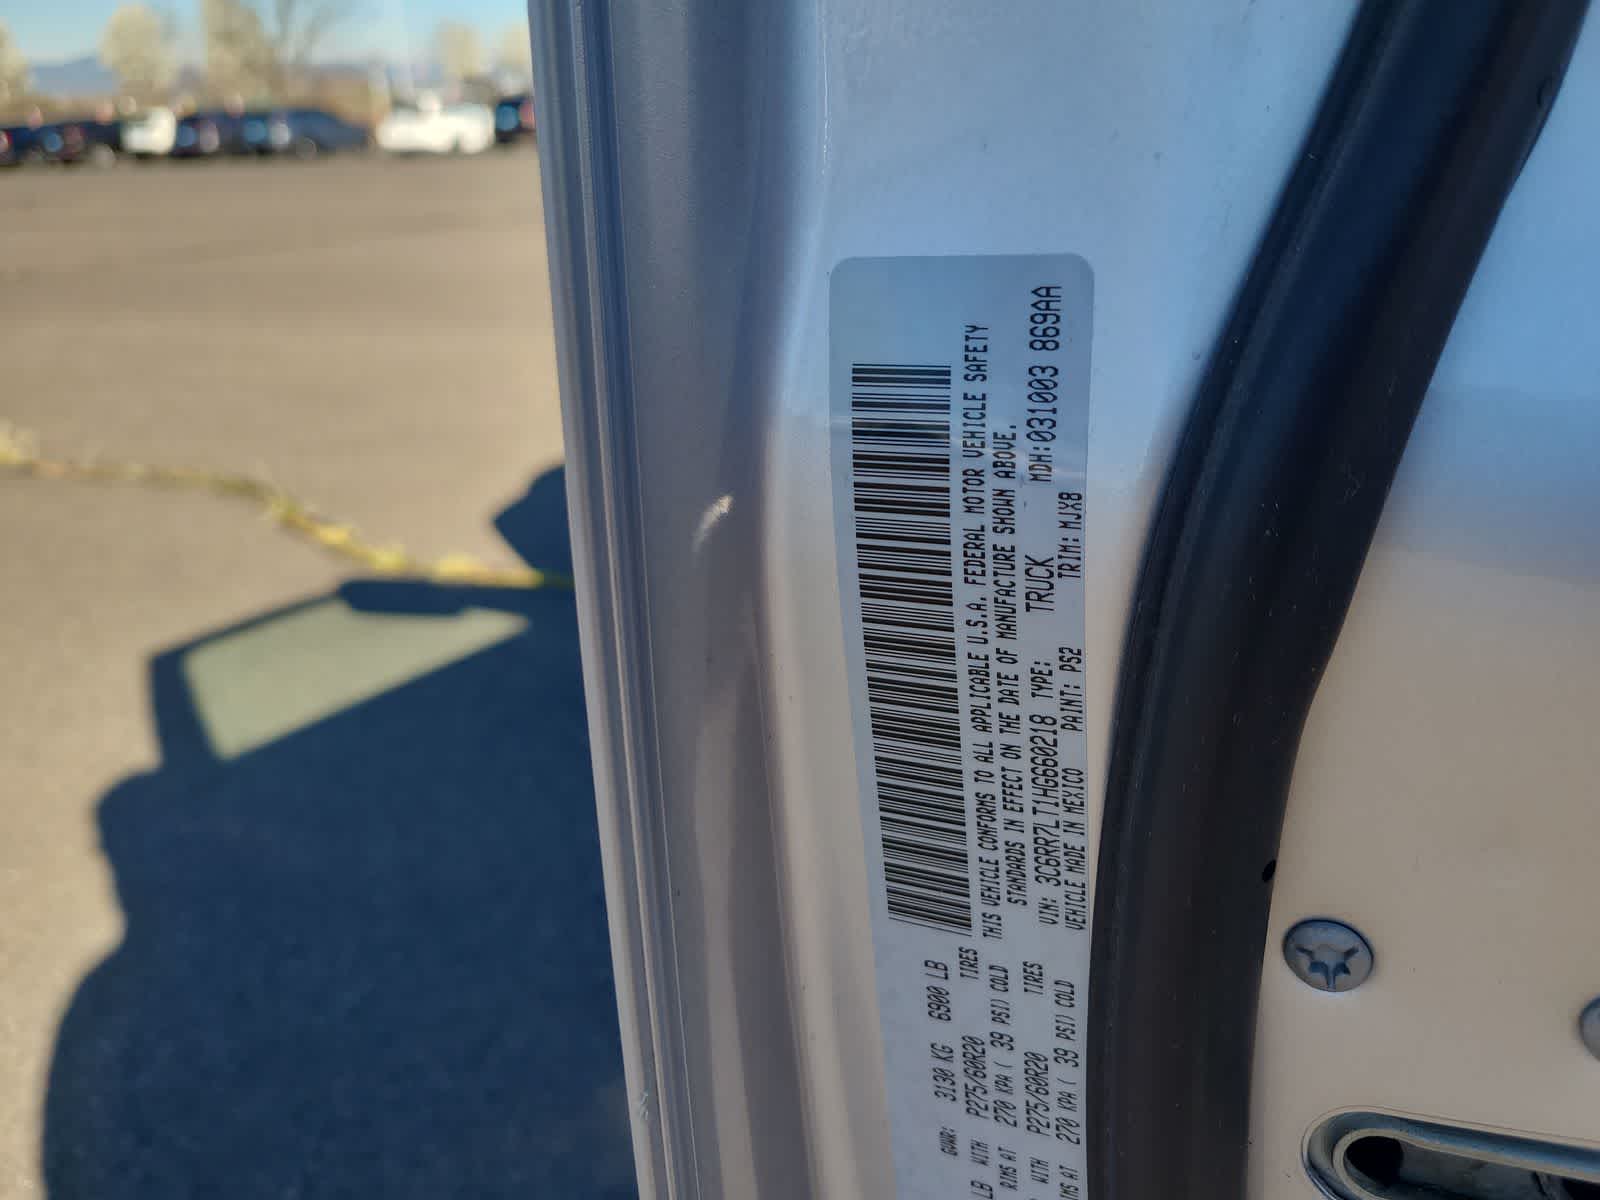 GVWR: 3130 KG 6900 LB
LB WITH P275/60R20 TIRES
RIMS AT 270 KPA ( 39 PSI) COLD
WITH P275/60R20 TIRES
RIMS AT 270 KPA ( 39 PSI) COLD
THIS VEHICLE CONFORMS TO ALL APPLICABLE U.S.A. FEDERAL MOTOR VEHICLE SAFETY
STANDARDS IN EFFECT ON THE DATE OF MANUFACTURE SHOWN ABOVE.
VIN: 3C6RR7LT1HG660218 TYPE: TRUCK MDH:031003 869AA
VEHICLE MADE IN MEXICO PAINT: PS2 TRIM: MJX8